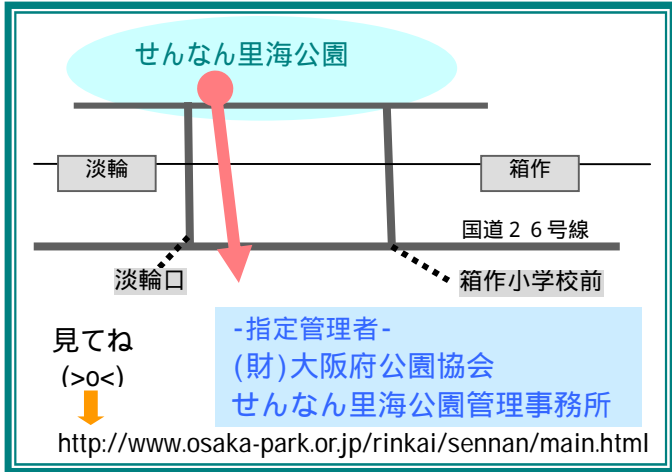 せんなん里海公園
淡輪
箱作
国道２６号線
淡輪口
箱作小学校前
見てね
(>o<)
-指定管理者-
(財)大阪府公園協会
せんなん里海公園管理事務所
http://www.osaka-park.or.jp/rinkai/sennan/main.html